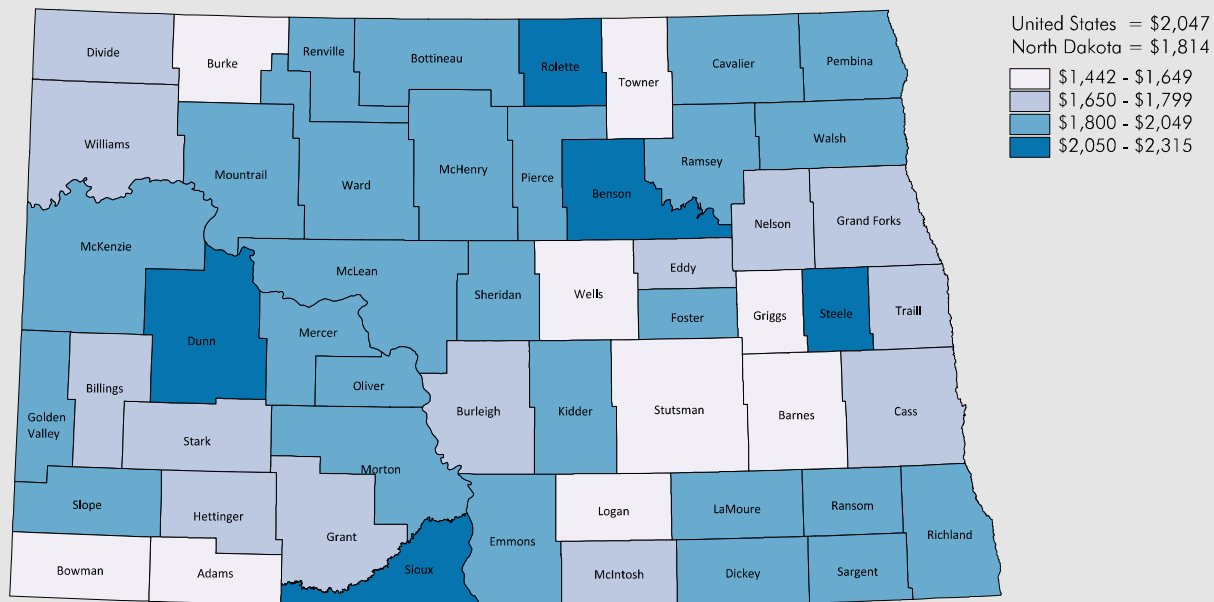 United States = $2,047
North Dakota = $1,814
$1,442 - $1,649
$1,650 - $1,799
$1,800 - $2,049
$2,050 - $2,315
Divide
Burke
Renville
Bottineau
Rolette
Towner
Cavalier
Pembina
Williams
Mountrail
Ward
McHenry
Pierce
Benson
Ramsey
Walsh
McKenzie
McLean
Sheridan
Wells
Eddy
Foster
Nelson
Grand Forks
Griggs
Steele
Traill
Dunn
Mercer
Oliver
Golden
Valley
Billings
Stark
Morton
Burleigh
Kidder
Stutsman
Barnes
Cass
Slope
Hettinger
Grant
Emmons
Logan
LaMoure
Ransom
Richland
Bowman
Adams
Sioux
McIntosh
Dickey
Sargent